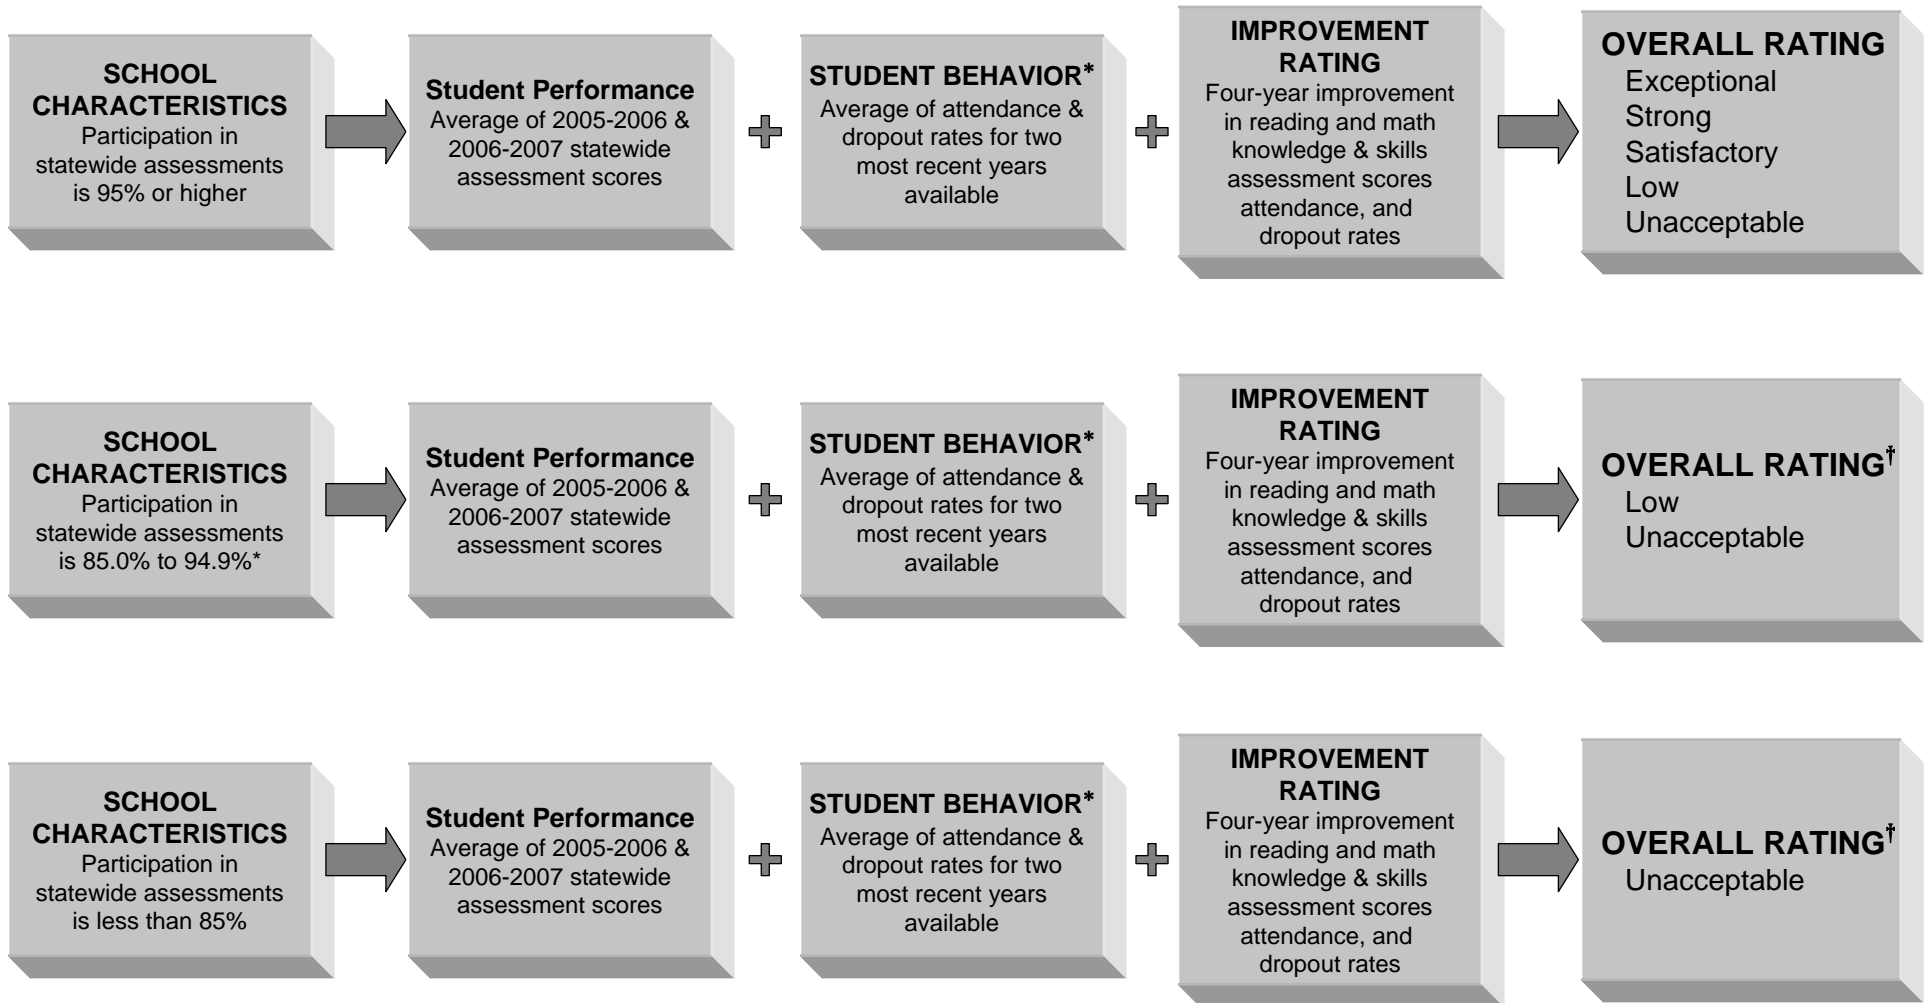 SCHOOL
CHARACTERISTICS
Participation in
statewide assessments
is 95% or higher
Student Performance
Average of 2005-2006 &
2006-2007 statewide
assessment scores
STUDENT BEHAVIOR*
Average of attendance &
dropout rates for two
most recent years
available
IMPROVEMENT
RATING
Four-year improvement
in reading and math
knowledge & skills
assessment scores
attendance, and
dropout rates
OVERALL RATING
Exceptional
Strong
Satisfactory
Low
Unacceptable
SCHOOL
CHARACTERISTICS
Participation in
statewide assessments
is 85.0% to 94.9%*
Student Performance
Average of 2005-2006 &
2006-2007 statewide
assessment scores
STUDENT BEHAVIOR*
Average of attendance &
dropout rates for two
most recent years
available
IMPROVEMENT
RATING
Four-year improvement
in reading and math
knowledge & skills
assessment scores
attendance, and
dropout rates
OVERALL RATING†
Low
Unacceptable
SCHOOL
CHARACTERISTICS
Participation in
statewide assessments
is less than 85%
Student Performance
Average of 2005-2006 &
2006-2007 statewide
assessment scores
STUDENT BEHAVIOR*
Average of attendance &
dropout rates for two
most recent years
available
IMPROVEMENT
RATING
Four-year improvement
in reading and math
knowledge & skills
assessment scores
attendance, and
dropout rates
OVERALL RATING†
Unacceptable